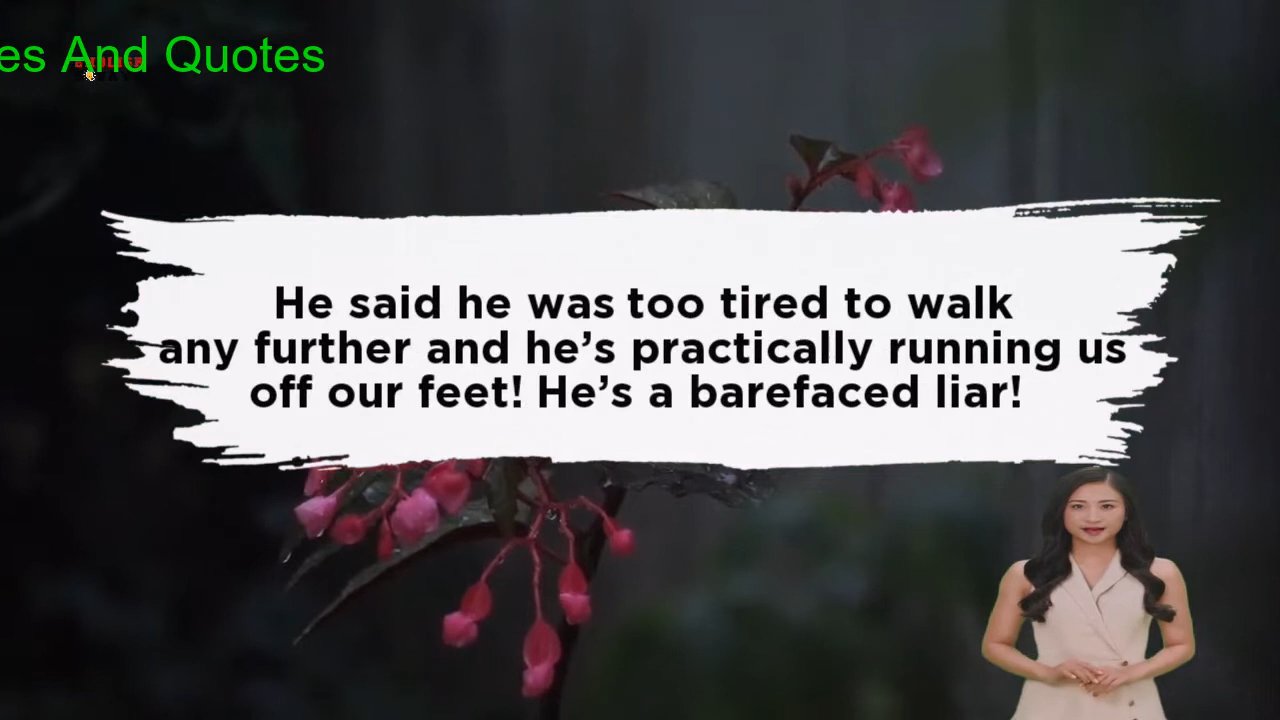 es And Quotes
He said he was too tired to walk
any further and he's practically running us
off our feet! He's a barefaced liar!